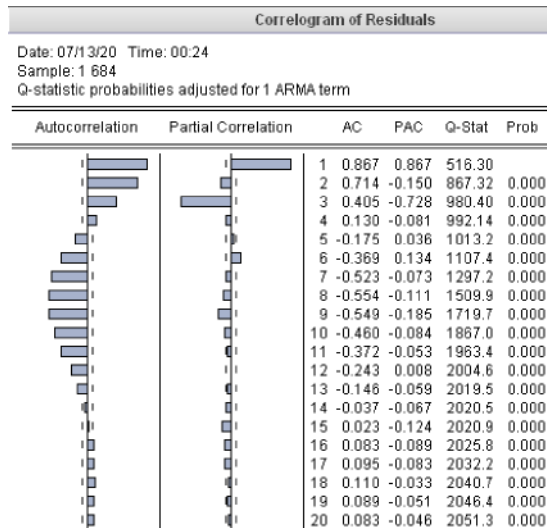 Correlogram of Residuals
Date: 07/13/20 Time: 00:24
Sample: 1 684
Q-statistic probabilities adjusted for 1 ARMA term
Autocorrelation Partial Correlation AC PAC Q-Stat Prob
1 0.867 0.867 516.30
2 0.714 -0.150 867.32 0.000
3 0.405 -0.728 980.40 0.000
4 0.130 -0.081 992.14 0.000
5 -0.175 0.036 1013.2 0.000
6 -0.369 0.134 1107.4 0.000
7 -0.523 -0.073 1297.2 0.000
8 -0.554 -0.111 1509.9 0.000
9 -0.549 -0.185 1719.7 0.000
10 -0.460 -0.084 1867.0 0.000
11 -0.372 -0.053 1963.4 0.000
12 -0.243 0.008 2004.6 0.000
13 -0.146 -0.059 2019.5 0.000
14 -0.037 -0.067 2020.5 0.000
15 0.023 -0.124 2020.9 0.000
16 0.083 -0.089 2025.8 0.000
17 0.095 -0.083 2032.2 0.000
18 0.110 -0.033 2040.7 0.000
19 0.089 -0.051 2046.4 0.000
20 0.083 -0.046 2051.3 0.000